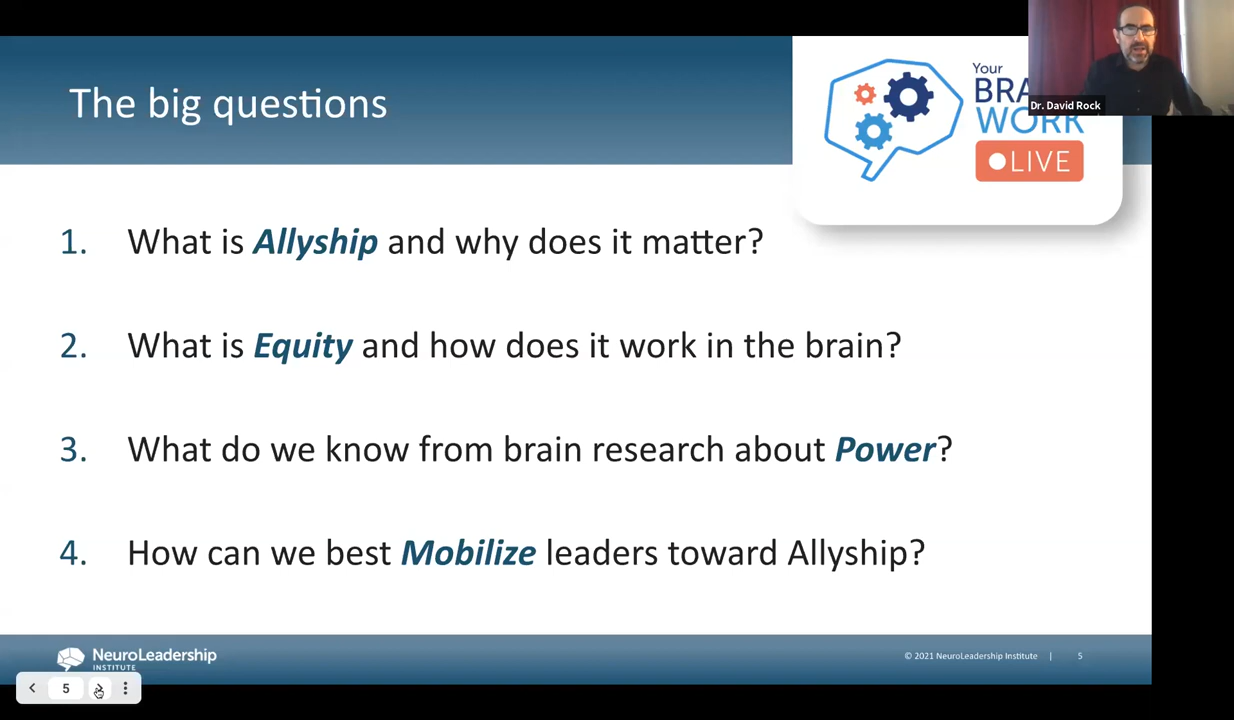 The big questions
Your
BRA
WORK
LIVE
Dr. David Rock
1. What is Allyship and why does it matter?
2. What is Equity and how does it work in the brain?
3. What do we know from brain research about Power?
4. How can we best Mobilize leaders toward Allyship?
NeuroLeadership
INSTITUTE
© 2021 NeuroLeadership Institute | 5
5